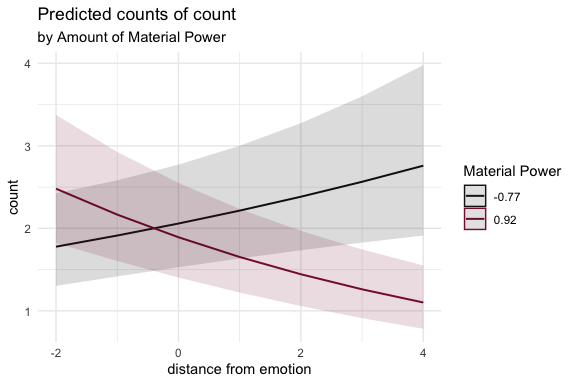 Predicted counts of count
by Amount of Material Power
4
3
2
1
count
-2
0
2
4
distance from emotion
Material Power
-0.77
0.92